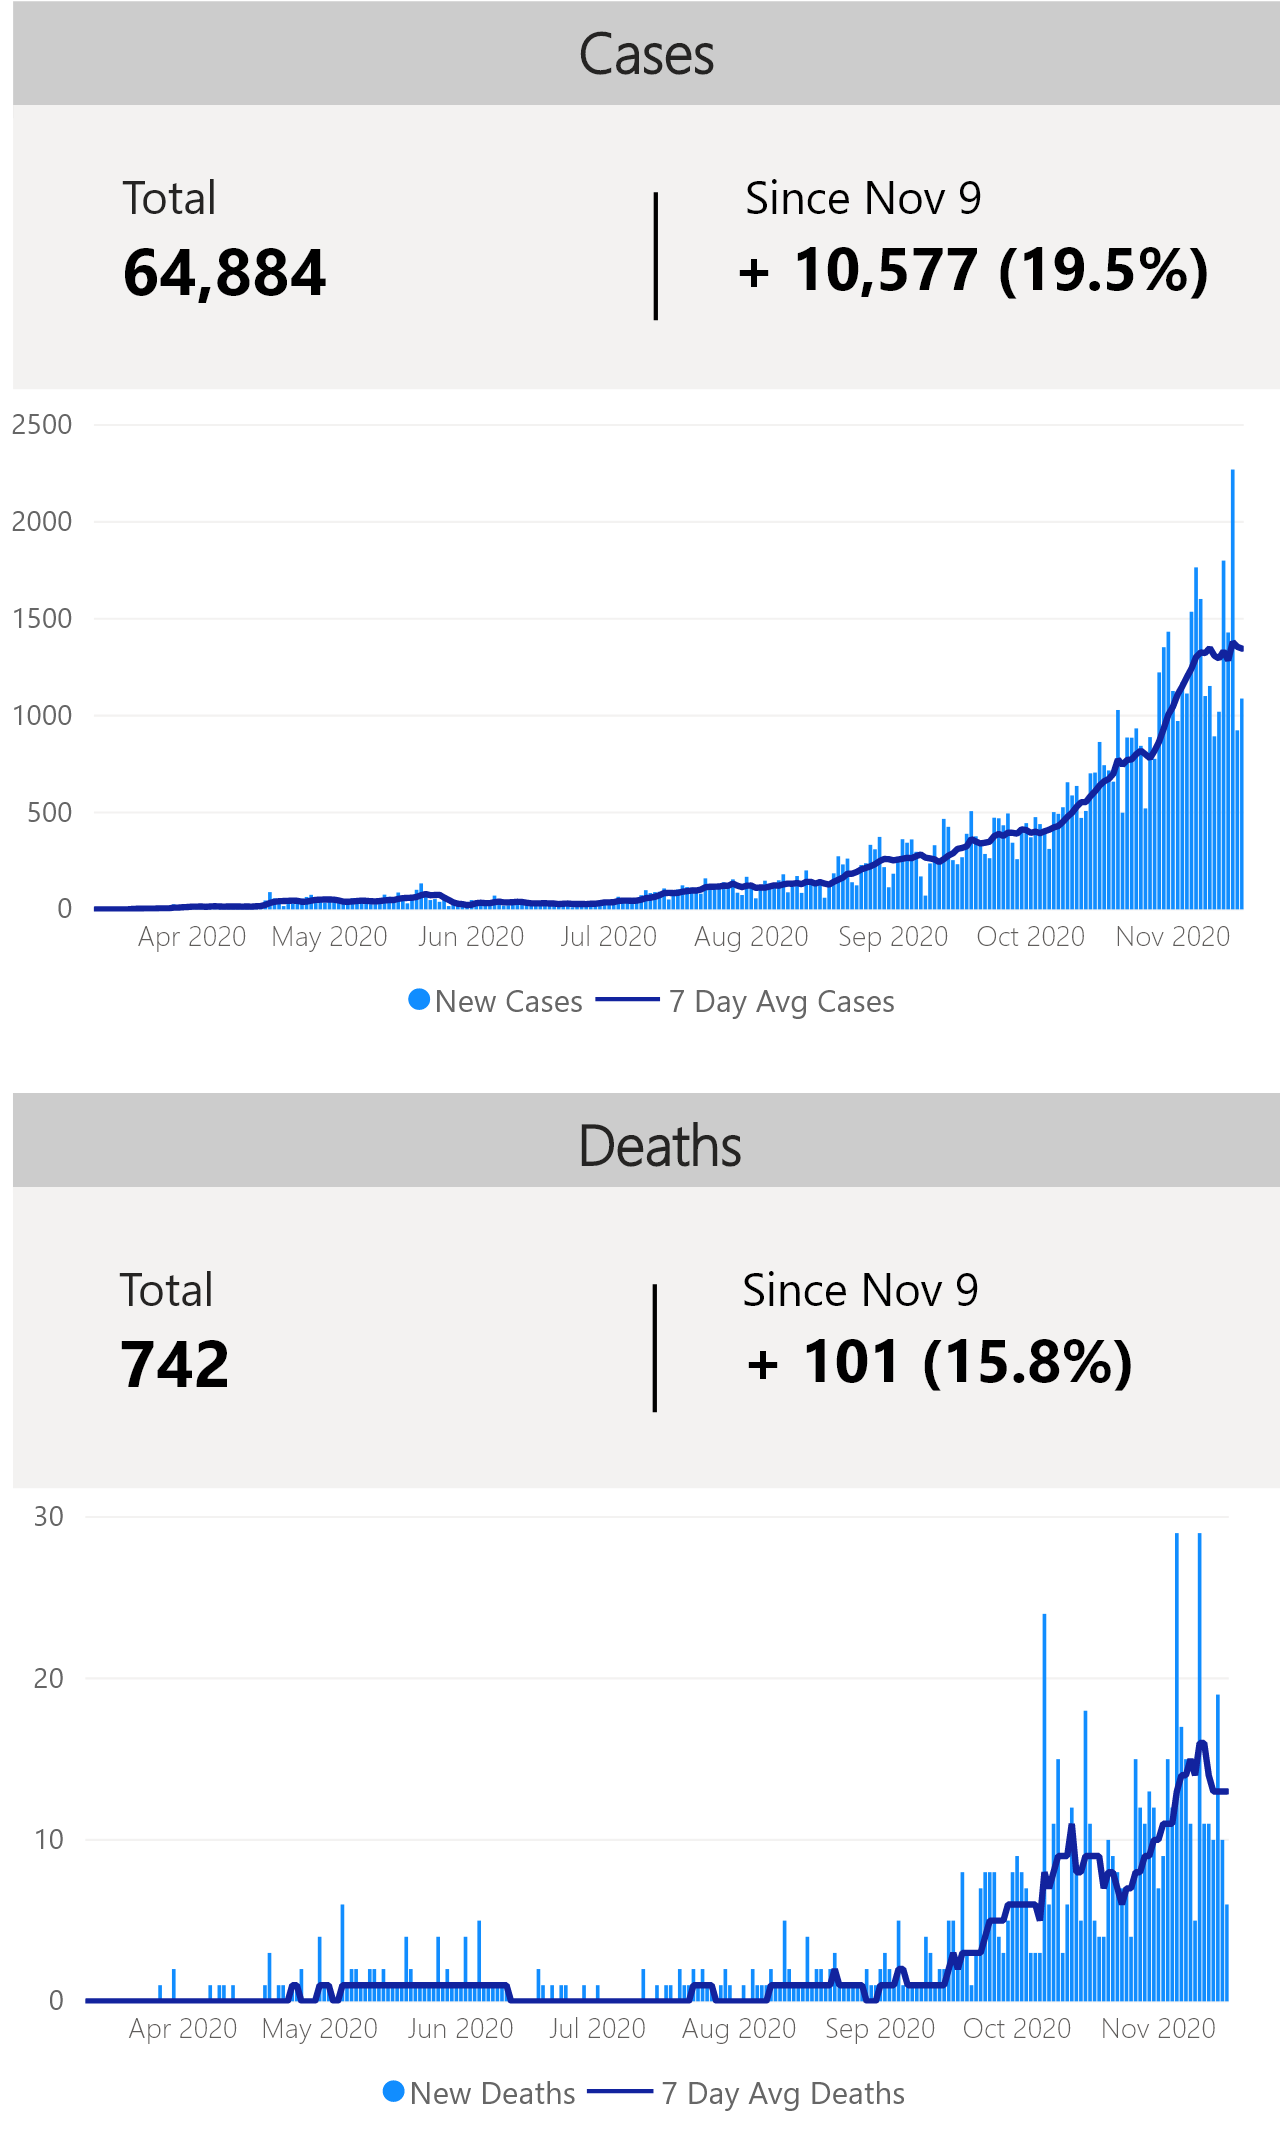 Cases
Total
Since Nov 9
64,884
+ 10,577 (19.5%)
2500
2000
1500
1000
500
0
Apr 2020 May 2020 Jun 2020 Jul 2020 Aug 2020 Sep 2020 Oct 2020 Nov 2020
New Cases 7 Day Avg Cases
Deaths
Total
Since Nov 9
742
+ 101 (15.8%)
30
20
10
0
Apr 2020 May 2020 Jun 2020 Jul 2020 Aug 2020 Sep 2020 Oct 2020 Nov 2020
New Deaths 7 Day Avg Deaths